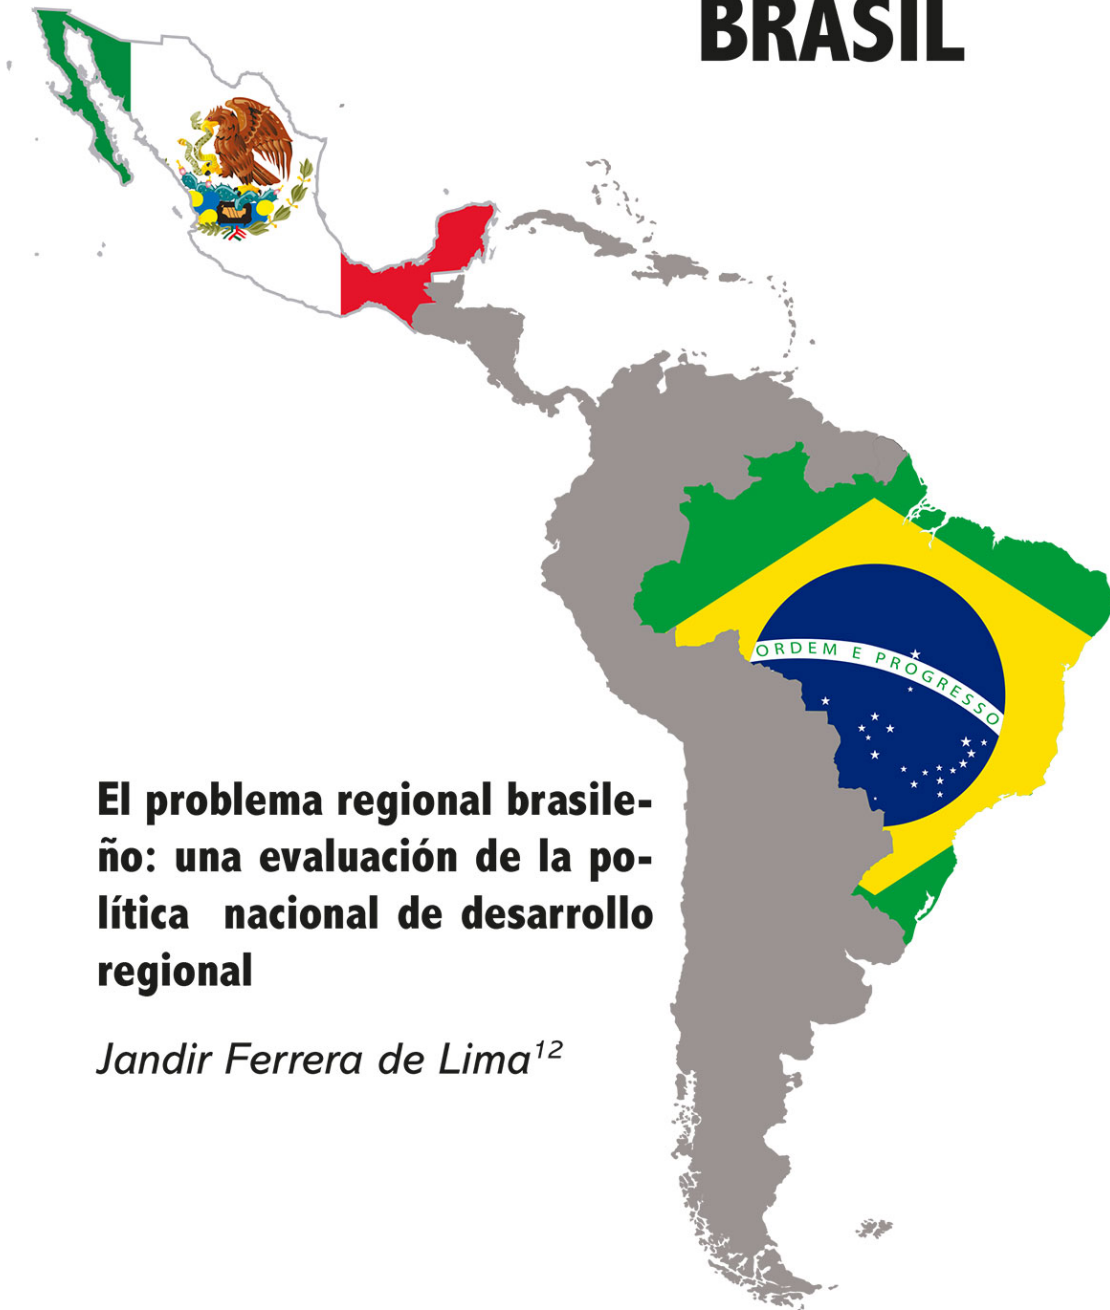 BRASIL
ORDEM E PROGRESSO
El problema regional brasile-
ño: una evaluación de la po-
lítica nacional de desarrollo
regional
Jandir Ferrera de Lima¹²